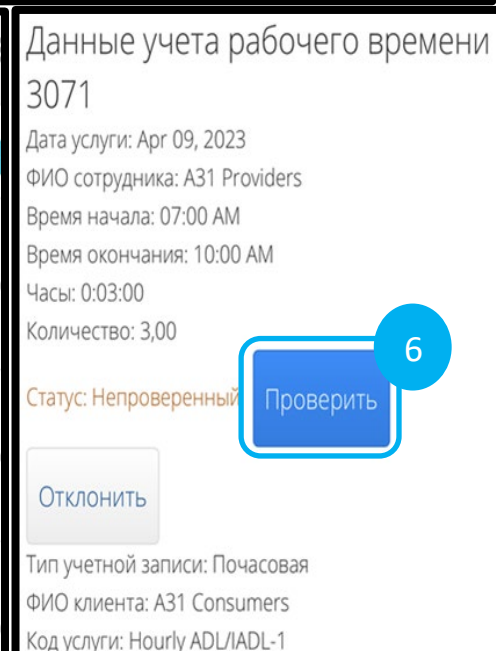 Данные учета рабочего времени
3071
Дата услуги: Apr 09, 2023
ФИО сотрудника: A31 Providers
Время начала: 07:00 AM
Время окончания: 10:00 AM
Часы: 0:03:00
Количество: 3,00
6
Статус: Непроверенный Проверить
Отклонить
Тип учетной записи: Почасовая
ФИО клиента: A31 Consumers
Код услуги: Hourly ADL/IADL-1